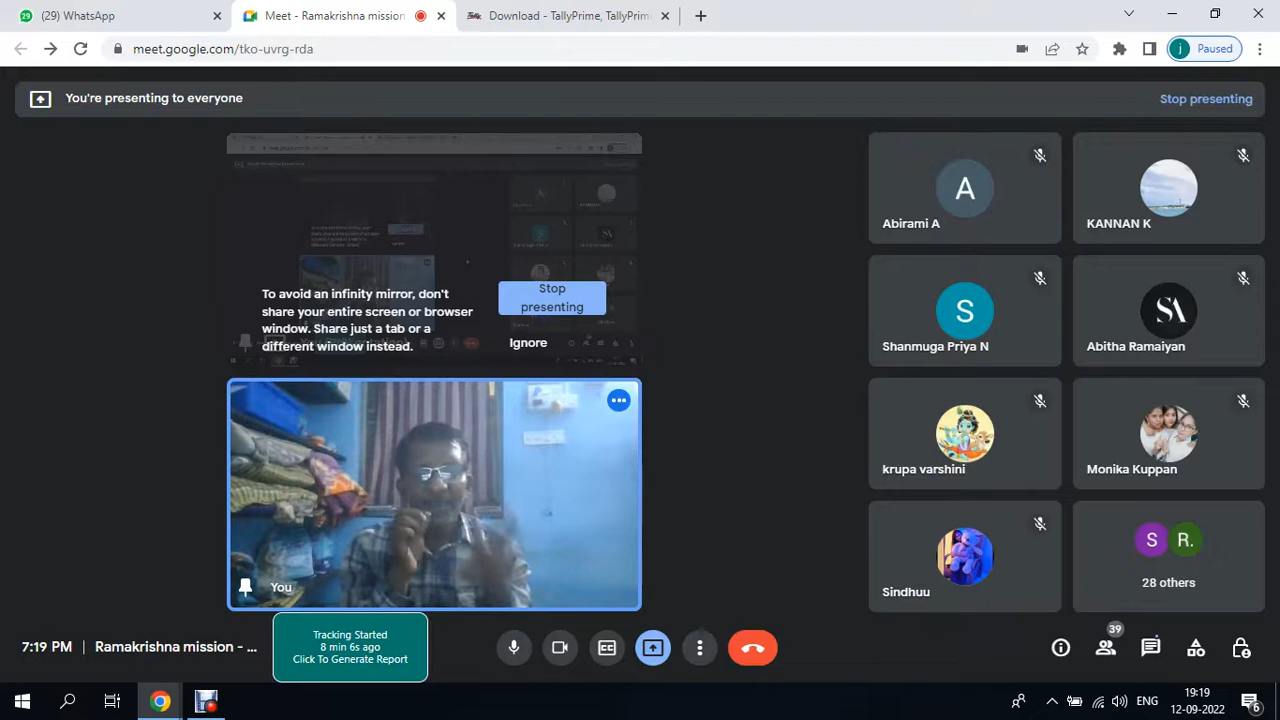 (29) WhatsApp
Meet - Ramakrishna mission
Download - TallyPrime, TallyPrim
meet.google.com/tko-uvrg-rda
j Paused
You're presenting to everyone
Stop presenting
To avoid an infinity mirror, don't
share your entire screen or browser
window. Share just a tab or a
different window instead.
Stop
presenting
Ignore
You
A
Abirami A
KANNAN K
S
Shanmuga Priya N
SA
Abitha Ramaiyan
krupa varshini
Monika Kuppan
Sindhuu
S R.
28 others
7:19 PM
Ramakrishna mission - ...
Tracking Started
8 min 6s ago
Click To Generate Report
CC
39
ENG
19:19
12-09-2022
6